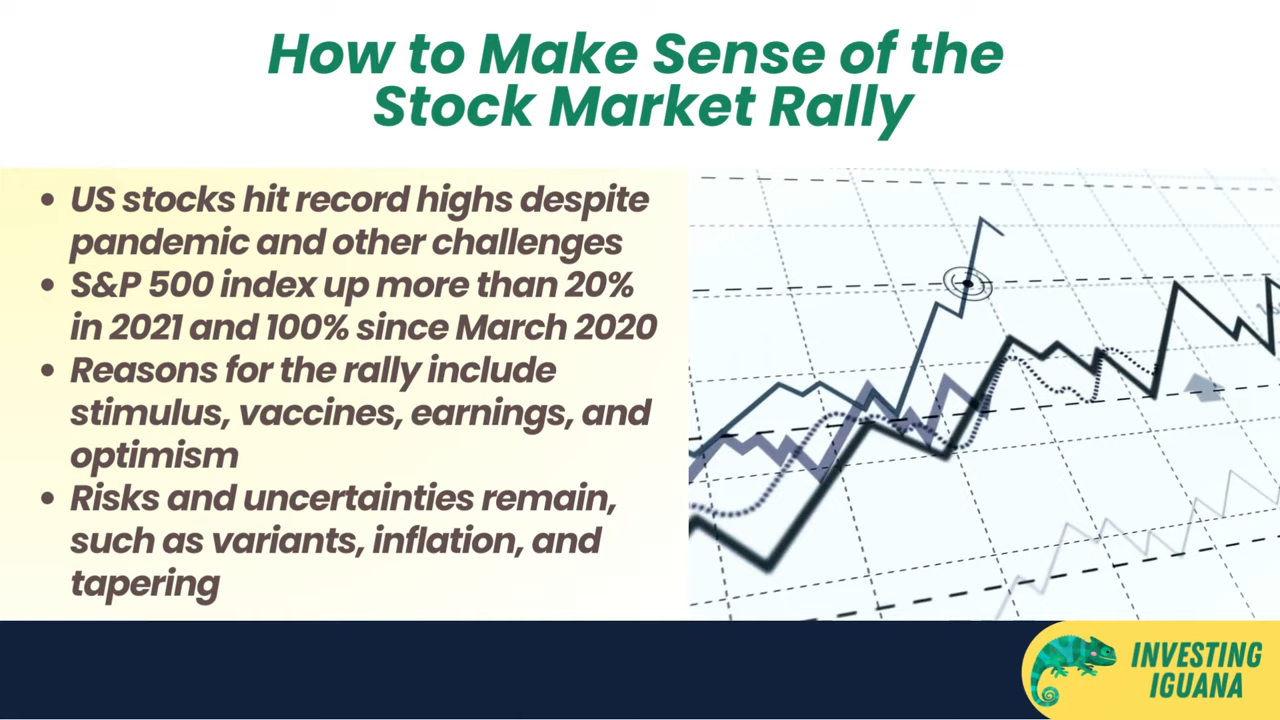 How to Make Sense of the
Stock Market Rally
• US stocks hit record highs despite
pandemic and other challenges
• S&P 500 index up more than 20%
in 2021 and 100% since March 2020
• Reasons for the rally include
stimulus, vaccines, earnings, and
optimism
• Risks and uncertainties remain,
such as variants, inflation, and
tapering
INVESTING
IGUANA